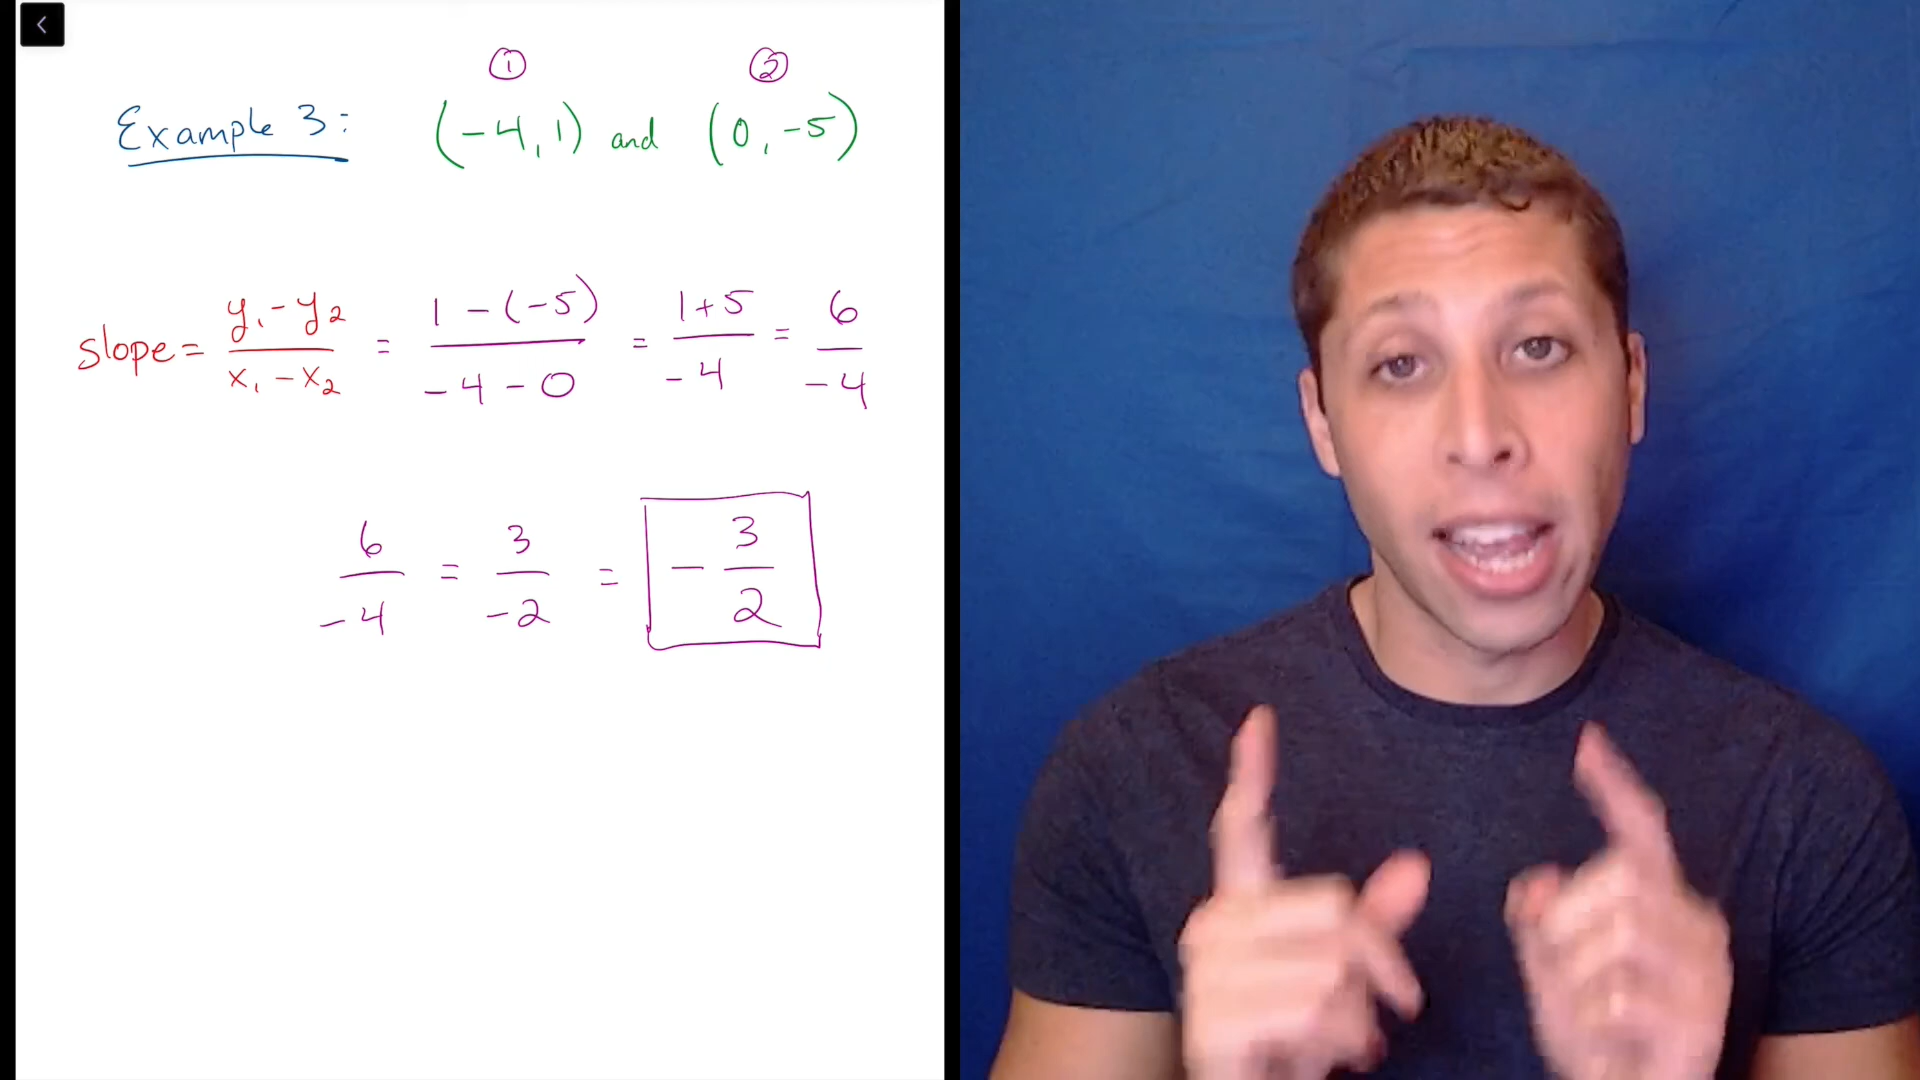 ① ②
Example 3: (-4, 1) and (0, -5)
slope = y₁ - y₂ / x₁ - x₂ = 1 - (-5) / -4 - 0 = 1 + 5 / -4 = 6 / -4
6 / -4 = 3 / -2 = - 3 / 2